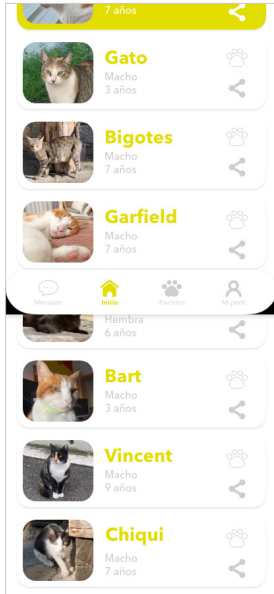 7 años
Gato
Macho
3 años
Bigotes
Macho
7 años
Garfield
Macho
7 años
Mensajes
Inicio
Favoritos
Mi perfil
Hembra
6 años
Bart
Macho
3 años
Vincent
Macho
9 años
Chiqui
Macho
7 años